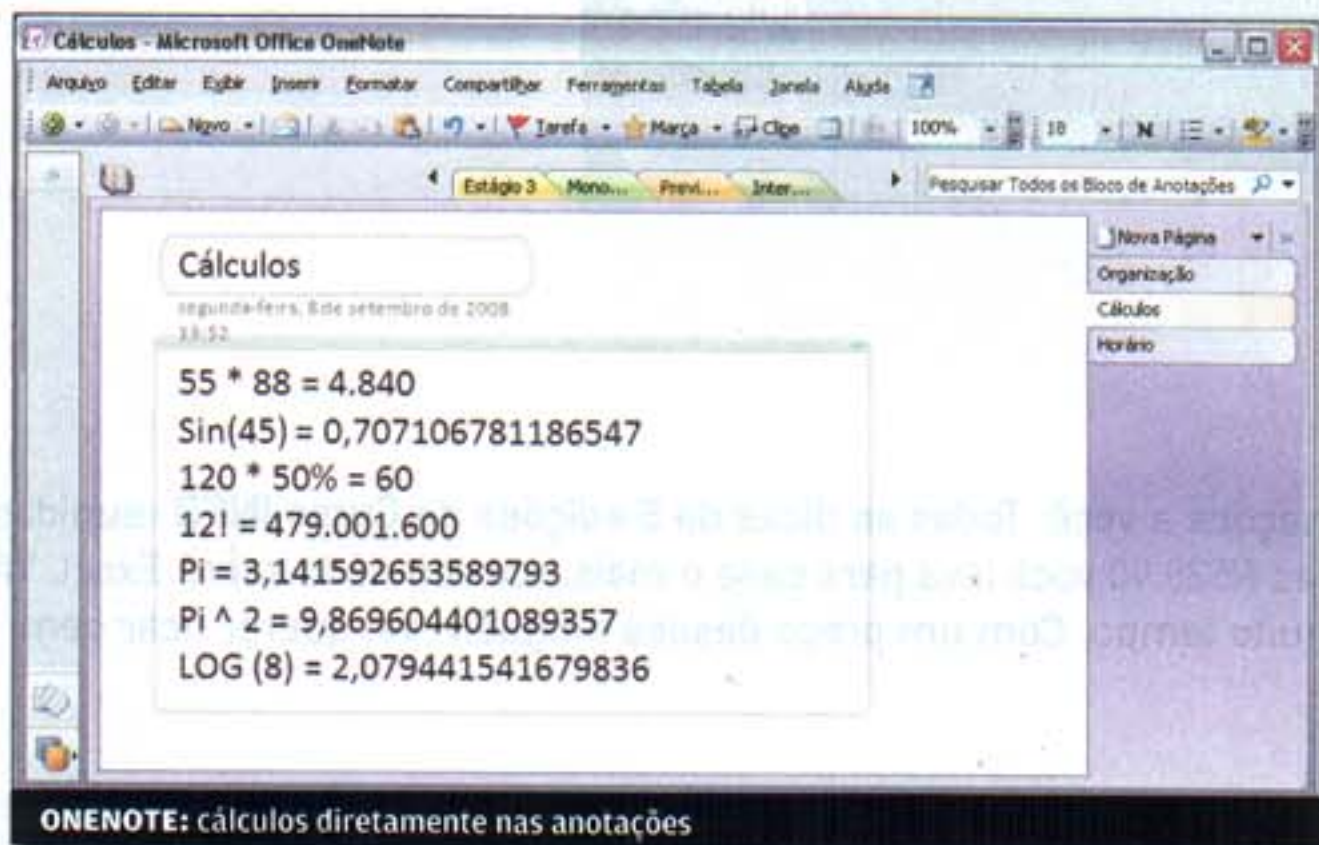 Cálculos - Microsoft Office OneNote
Arquivo Editar Exibir Inserir Formatar Compartilhar Ferramentas Tabela Janela Ajuda
Novo Tarefa Marca Clipe 100% 18 N
Estágio 3 Mono... Previ... Inter... Pesquisar Todos os Bloco de Anotações
Nova Página
Organização
Cálculos
Horário
Cálculos
segunda-feira, 8 de setembro de 2008
55 * 88 = 4.840
Sin(45) = 0,707106781186547
120 * 50% = 60
12! = 479.001.600
Pi = 3,141592653589793
Pi ^ 2 = 9,869604401089357
LOG (8) = 2,079441541679836
ONENOTE: cálculos diretamente nas anotações